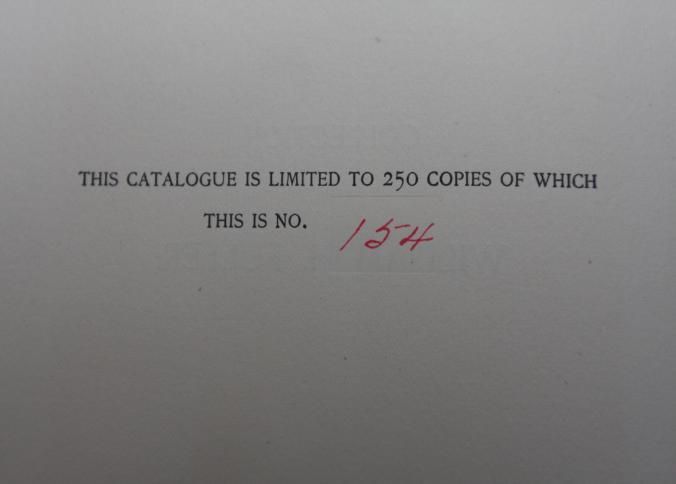 THIS CATALOGUE IS LIMITED TO 250 COPIES OF WHICH
THIS IS NO. 154